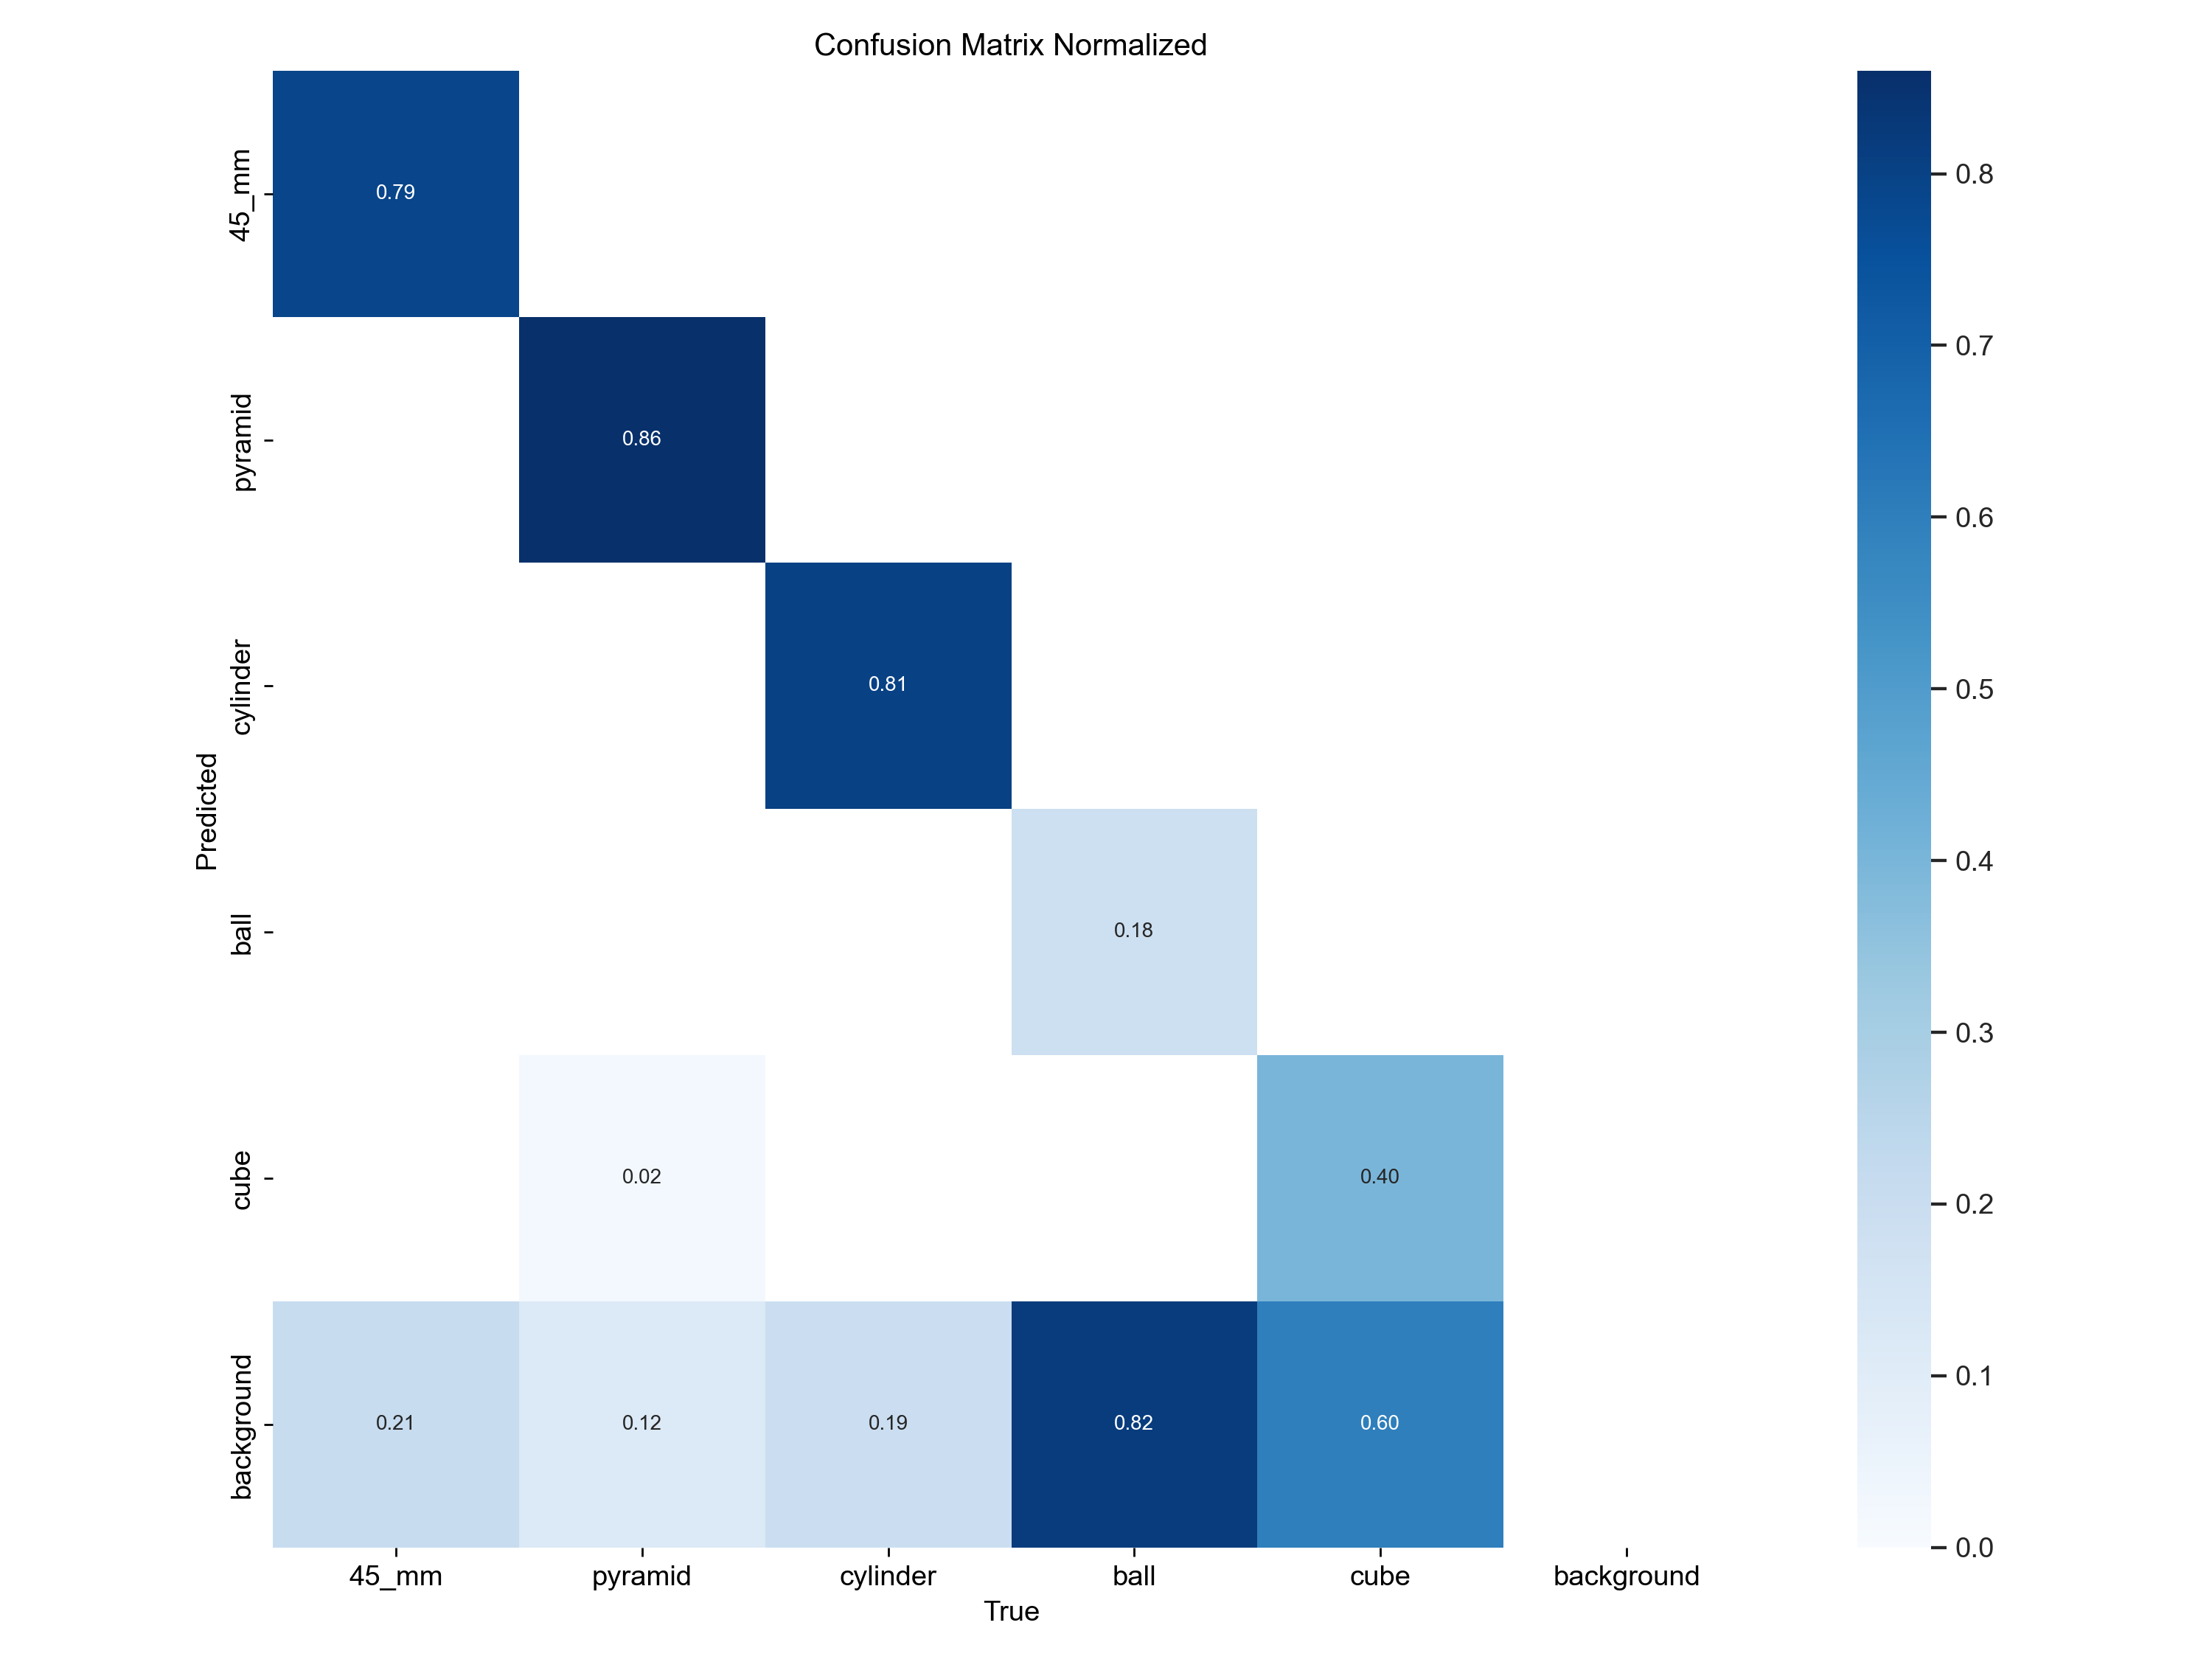 Confusion Matrix Normalized
45_mm
0.79
pyramid
0.86
cylinder
0.81
ball
0.18
cube
0.02 0.40
background
0.21 0.12 0.19 0.82 0.60
Predicted
45_mm pyramid cylinder ball cube background
True
0.8
0.7
0.6
0.5
0.4
0.3
0.2
0.1
0.0